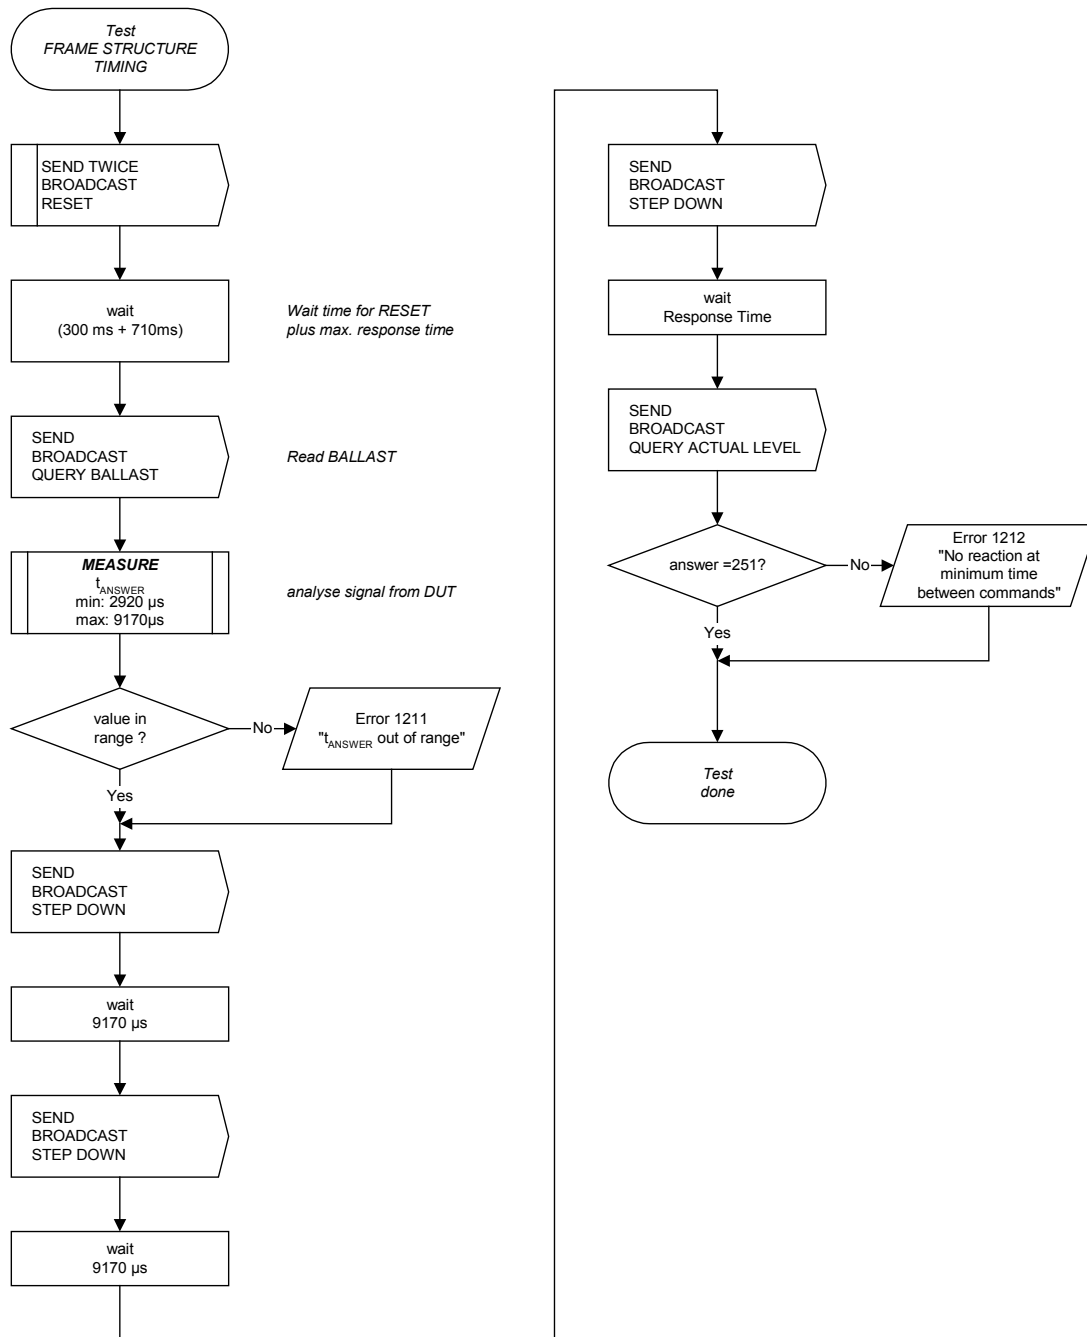 Test
FRAME STRUCTURE
TIMING
SEND TWICE
BROADCAST
RESET
wait
(300 ms + 710ms)
Wait time for RESET
plus max. response time
SEND
BROADCAST
QUERY BALLAST
Read BALLAST
MEASURE
tANSWER
min: 2920 µs
max: 9170µs
analyse signal from DUT
value in
range ?
No
Error 1211
"tANSWER out of range"
Yes
SEND
BROADCAST
STEP DOWN
wait
9170 µs
SEND
BROADCAST
STEP DOWN
wait
9170 µs
SEND
BROADCAST
STEP DOWN
wait
Response Time
SEND
BROADCAST
QUERY ACTUAL LEVEL
answer =251?
No
Error 1212
"No reaction at
minimum time
between commands"
Yes
Test
done